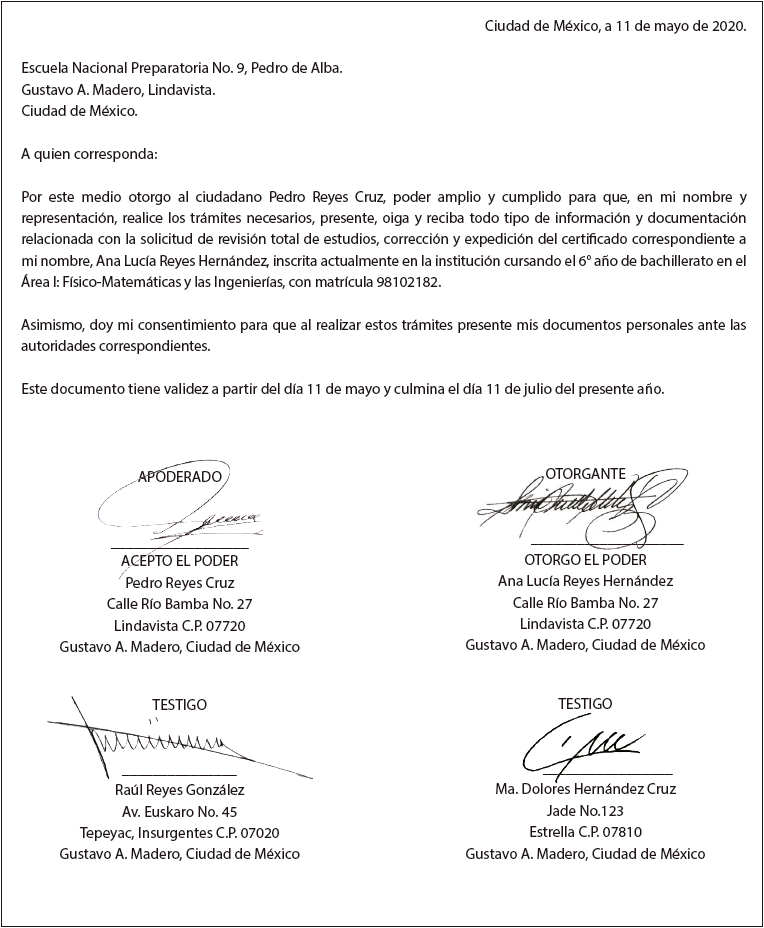 Ciudad de México, a 11 de mayo de 2020.
Escuela Nacional Preparatoria No. 9, Pedro de Alba.
Gustavo A. Madero, Lindavista.
Ciudad de México.
A quien corresponda:
Por este medio otorgo al ciudadano Pedro Reyes Cruz, poder amplio y cumplido para que, en mi nombre y
representación, realice los trámites necesarios, presente, oiga y reciba todo tipo de información y documentación
relacionada con la solicitud de revisión total de estudios, corrección y expedición del certificado correspondiente a
mi nombre, Ana Lucía Reyes Hernández, inscrita actualmente en la institución cursando el 6° año de bachillerato en el
Área I: Físico-Matemáticas y las Ingenierías, con matrícula 98102182.
Asimismo, doy mi consentimiento para que al realizar estos trámites presente mis documentos personales ante las
autoridades correspondientes.
Este documento tiene validez a partir del día 11 de mayo y culmina el día 11 de julio del presente año.
APODERADO
ACEPTO EL PODER
Pedro Reyes Cruz
Calle Río Bamba No. 27
Lindavista C.P. 07720
Gustavo A. Madero, Ciudad de México
OTORGANTE
OTORGO EL PODER
Ana Lucía Reyes Hernández
Calle Río Bamba No. 27
Lindavista C.P. 07720
Gustavo A. Madero, Ciudad de México
TESTIGO
Raúl Reyes González
Av. Euskaro No. 45
Tepeyac, Insurgentes C.P. 07020
Gustavo A. Madero, Ciudad de México
TESTIGO
Ma. Dolores Hernández Cruz
Jade No.123
Estrella C.P. 07810
Gustavo A. Madero, Ciudad de México